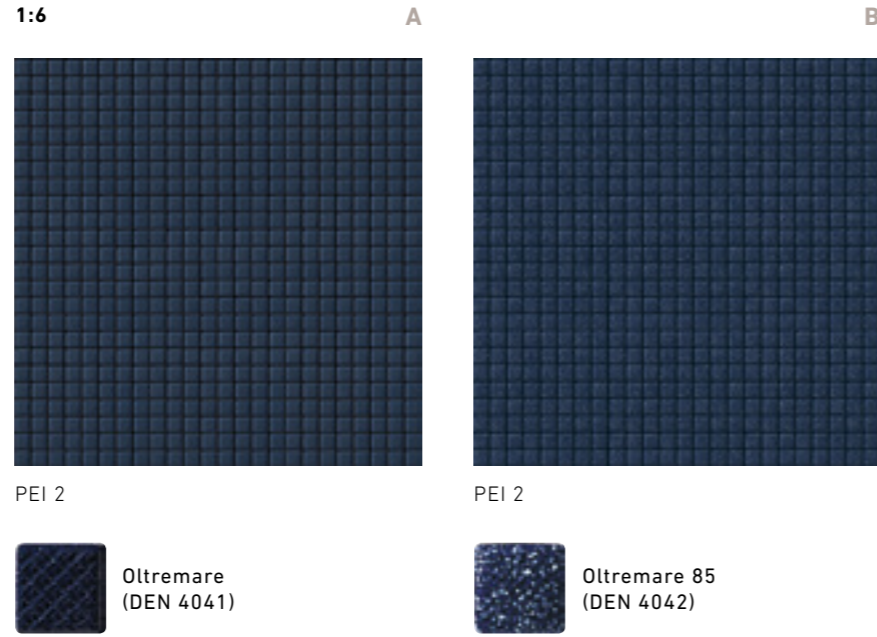 1:6
A
B
PEI 2
PEI 2
Oltremare
(DEN 4041)
Oltremare 85
(DEN 4042)